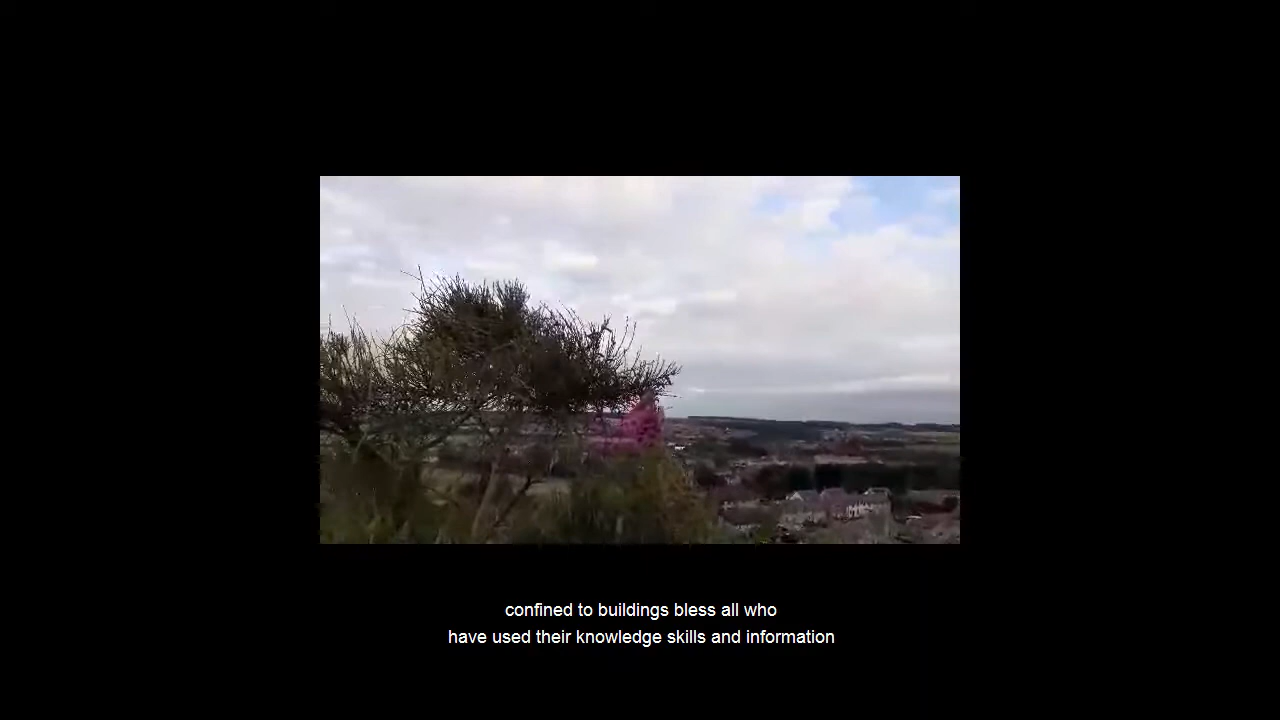 confined to buildings bless all who
have used their knowledge skills and information